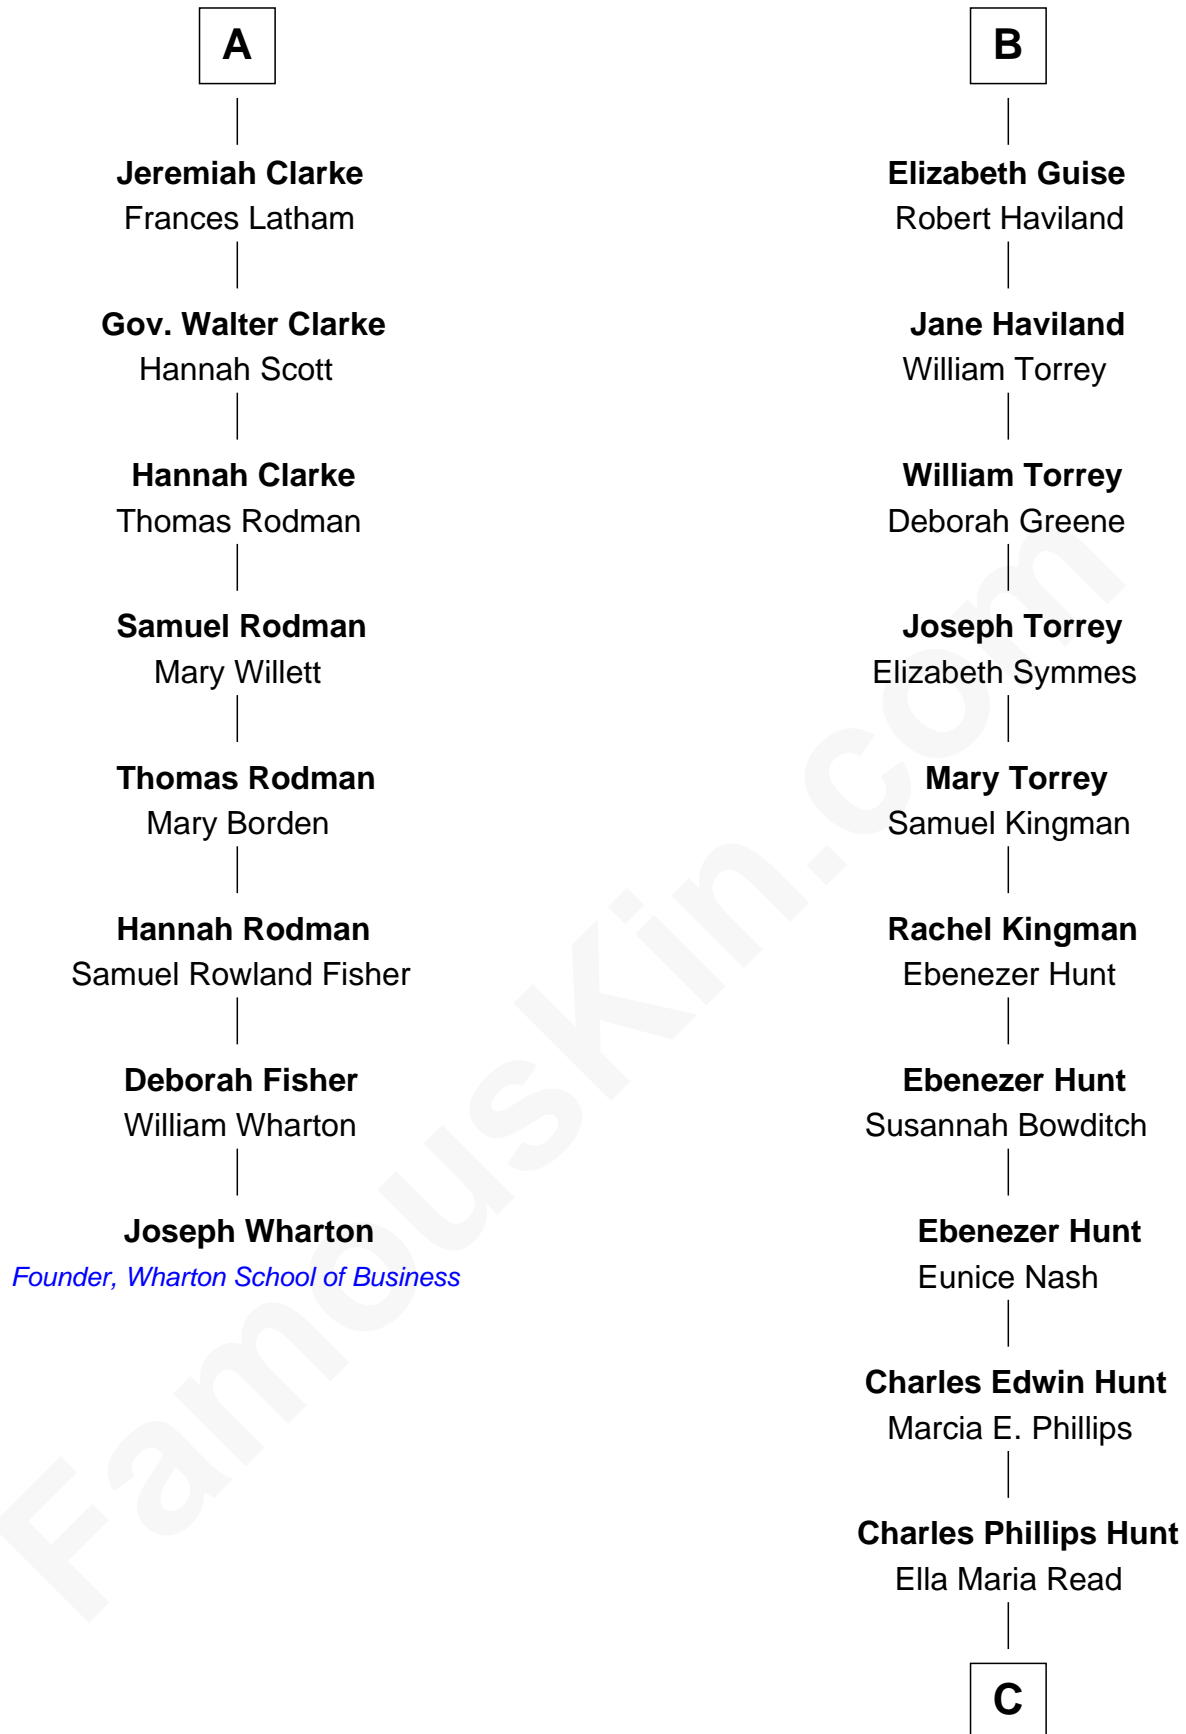 A
Jeremiah Clarke
Frances Latham
Gov. Walter Clarke
Hannah Scott
Hannah Clarke
Thomas Rodman
Samuel Rodman
Mary Willett
Thomas Rodman
Mary Borden
Hannah Rodman
Samuel Rowland Fisher
Deborah Fisher
William Wharton
Joseph Wharton
Founder, Wharton School of Business
B
Elizabeth Guise
Robert Haviland
Jane Haviland
William Torrey
William Torrey
Deborah Greene
Joseph Torrey
Elizabeth Symmes
Mary Torrey
Samuel Kingman
Rachel Kingman
Ebenezer Hunt
Ebenezer Hunt
Susannah Bowditch
Ebenezer Hunt
Eunice Nash
Charles Edwin Hunt
Marcia E. Phillips
Charles Phillips Hunt
Ella Maria Read
C
FamousKin.com